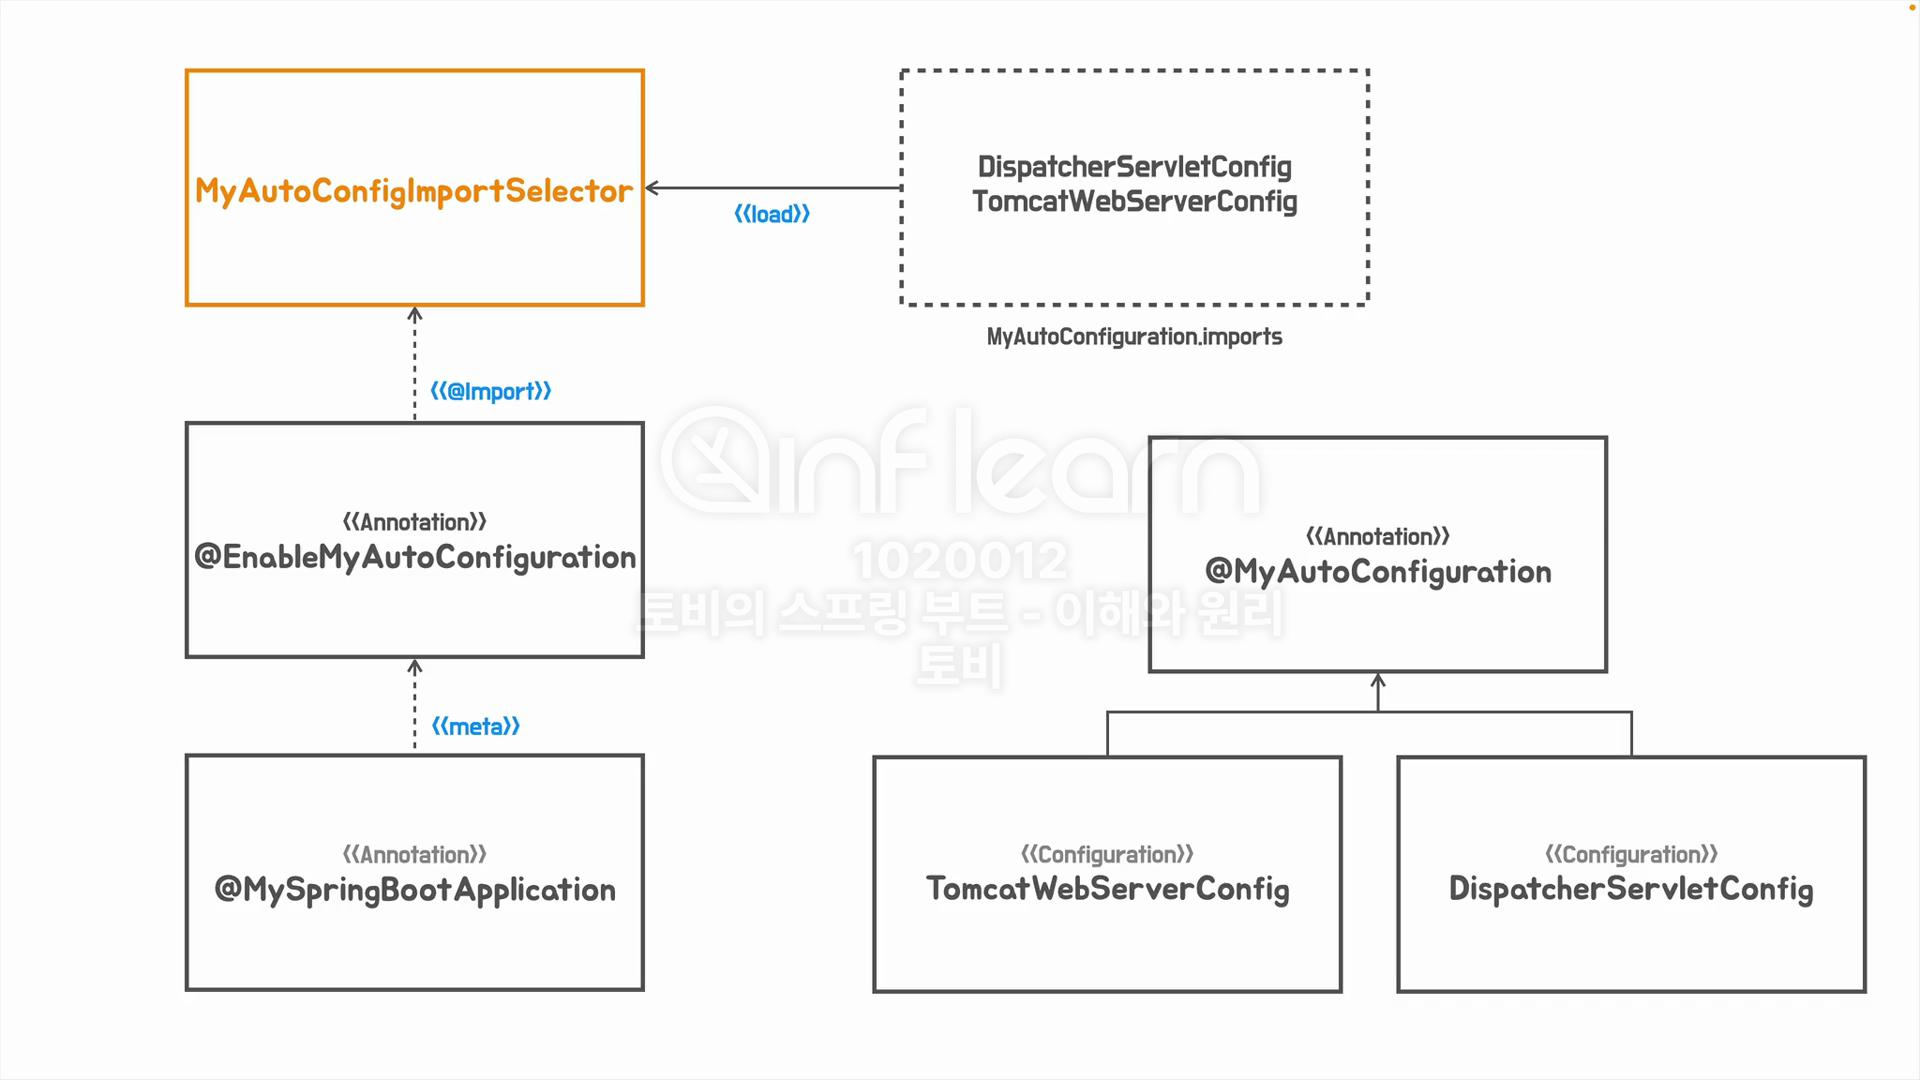 MyAutoConfigImportSelector
<<load>>
DispatcherServletConfig
TomcatWebServerConfig
MyAutoConfiguration.imports
<<@Import>>
<<Annotation>>
@EnableMyAutoConfiguration
<<meta>>
<<Annotation>>
@MySpringBootApplication
inflearn
1020012
토비의 스프링 부트 - 이해와 원리
토비
<<Annotation>>
@MyAutoConfiguration
<<Configuration>>
TomcatWebServerConfig
<<Configuration>>
DispatcherServletConfig